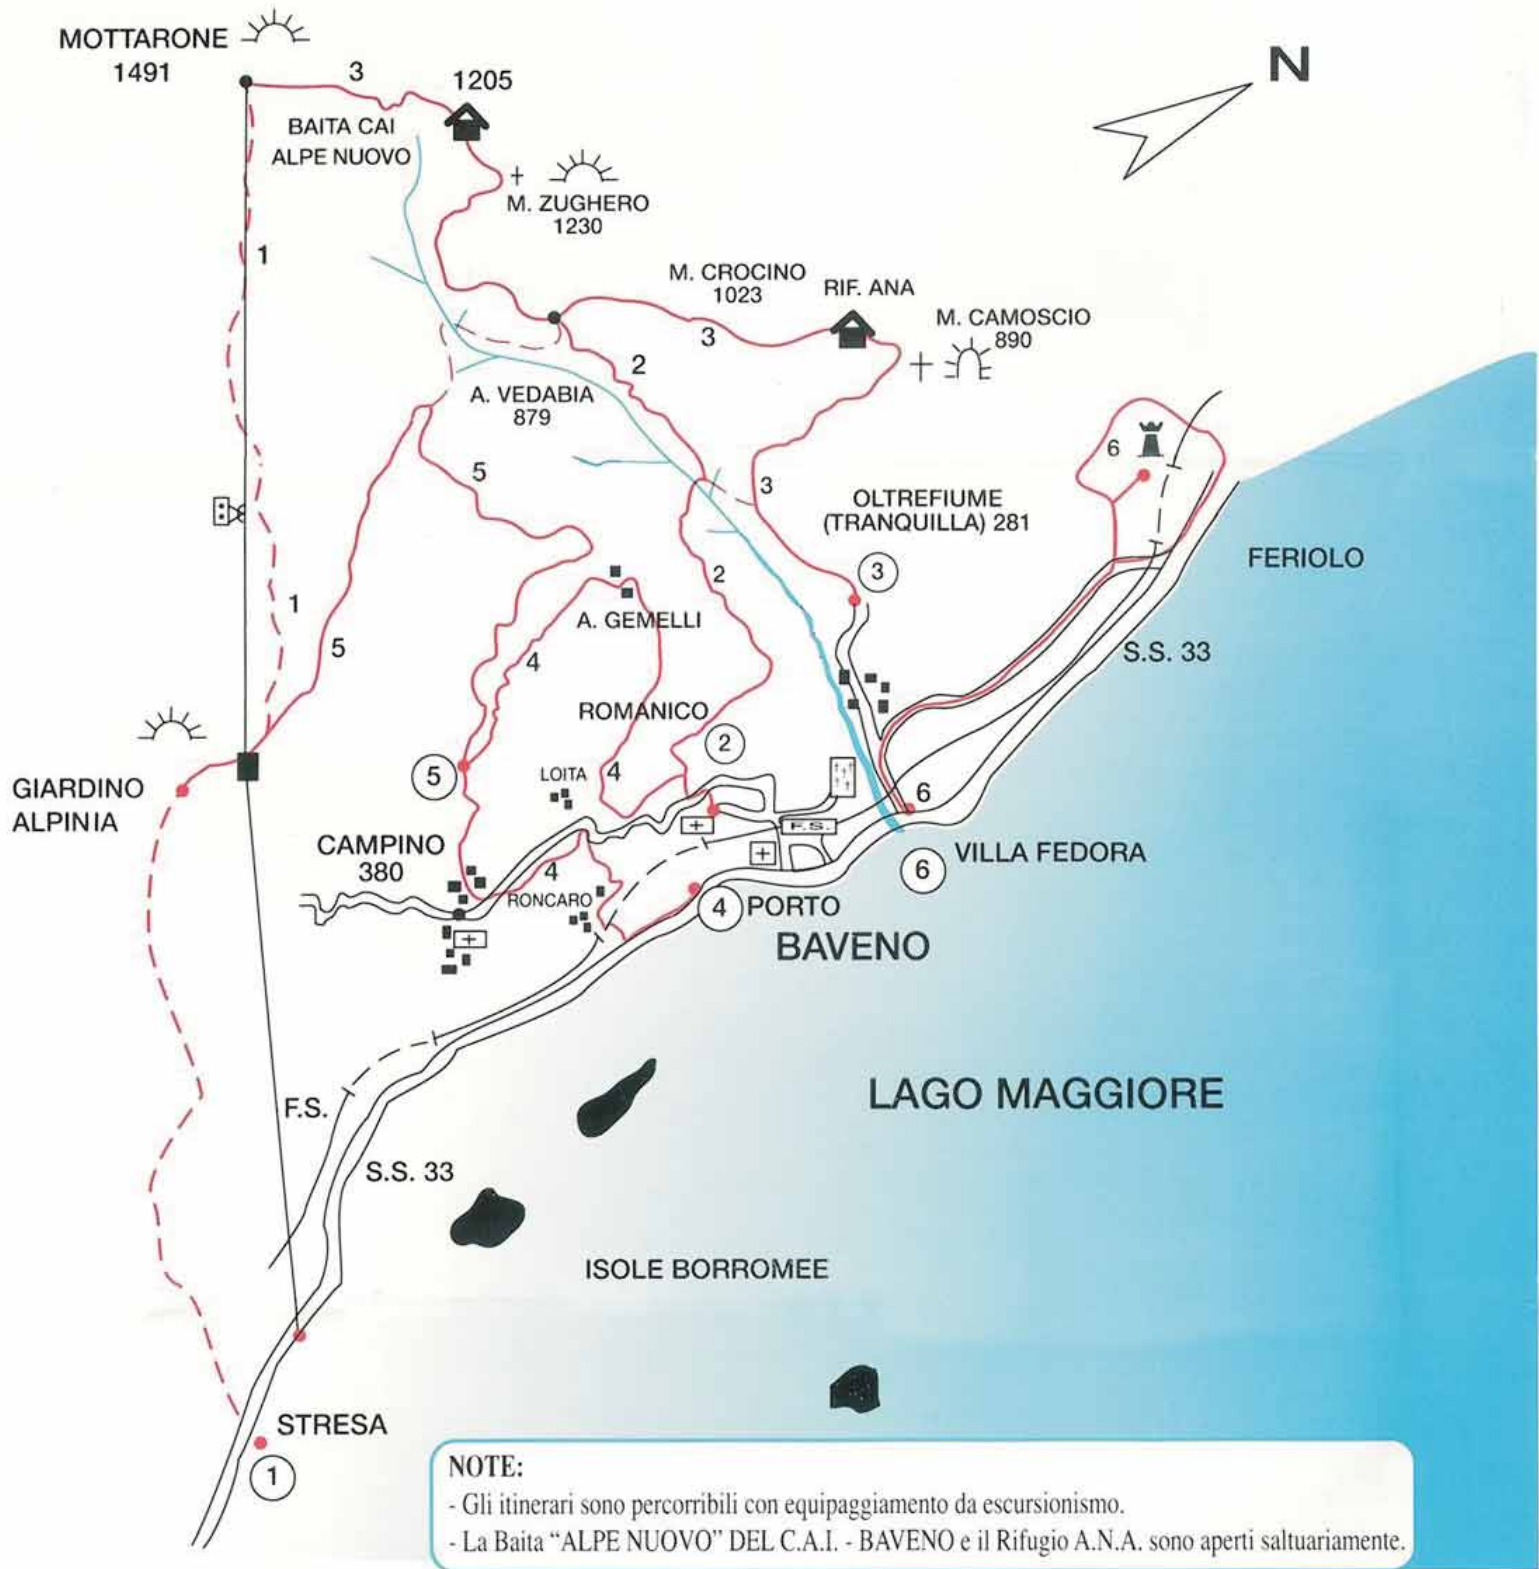 N
MOTTARONE
1491
3
1205
BAITA CAI
ALPE NUOVO
M. ZUGHERO
1230
1
M. CROCINO
1023
RIF. ANA
M. CAMOSCIO
890
3
2
A. VEDABIA
879
6
5
3
OLTREFIUME
(TRANQUILLA) 281
FERIOLO
3
2
1
A. GEMELLI
5
4
S.S. 33
ROMANICO
2
5
LOITA
4
6
GIARDINO
ALPINIA
F.S.
CAMPINO
380
VILLA FEDORA
6
4
RONCARO
4
PORTO
BAVENO
LAGO MAGGIORE
F.S.
S.S. 33
ISOLE BORROMEE
STRESA
1
NOTE:
- Gli itinerari sono percorribili con equipaggiamento da escursionismo.
- La Baita “ALPE NUOVO” DEL C.A.I. - BAVENO e il Rifugio A.N.A. sono aperti saltuariamente.